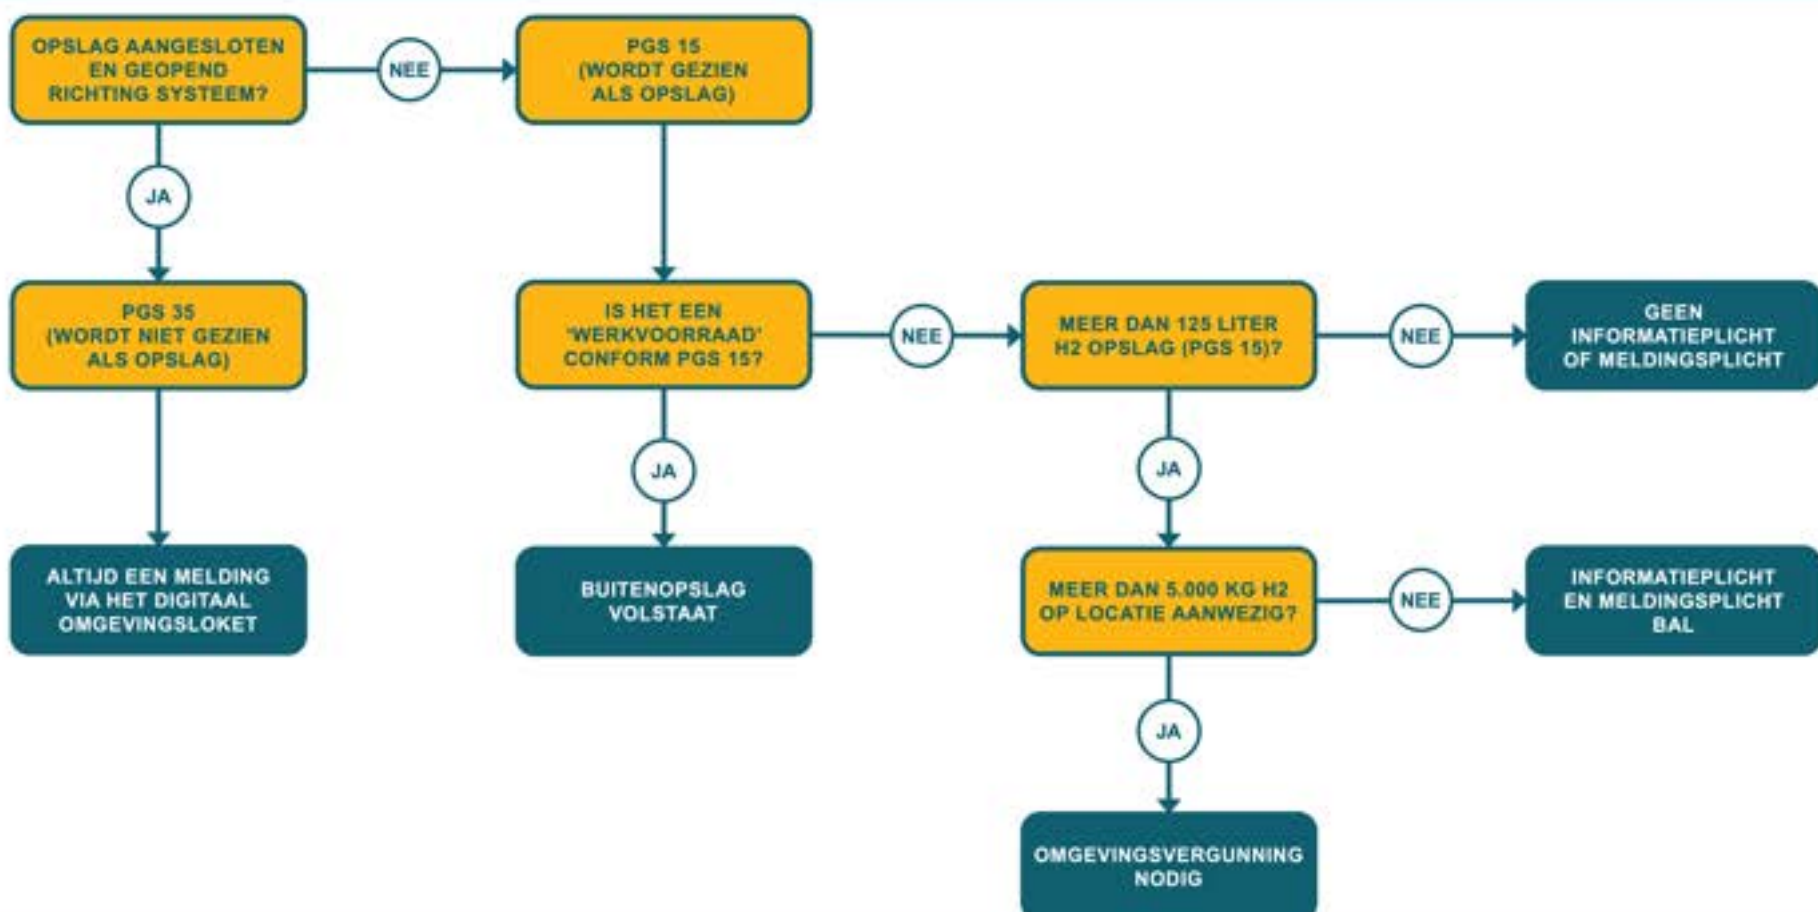 OPSLAG AANGESLOTEN
EN GEOPEND
RICHTING SYSTEEM?
NEE
PGS 15
(WORDT GEZIEN
ALS OPSLAG)
JA
PGS 35
(WORDT NIET GEZIEN
ALS OPSLAG)
IS HET EEN
‘WERKVOORRAAD’
CONFORM PGS 15?
NEE
MEER DAN 125 LITER
H2 OPSLAG (PGS 15)?
NEE
GEEN
INFORMATIEPLICHT
OF MELDINGSPLICHT
JA
JA
ALTIJD EEN MELDING
VIA HET DIGITAAL
OMGEVINGSLOKET
BUITENOPSLAG
VOLSTAAT
MEER DAN 5.000 KG H2
OP LOCATIE AANWEZIG?
NEE
INFORMATIEPLICHT
EN MELDINGSPLICHT
BAL
JA
OMGEVINGSVERGUNNING
NODIG